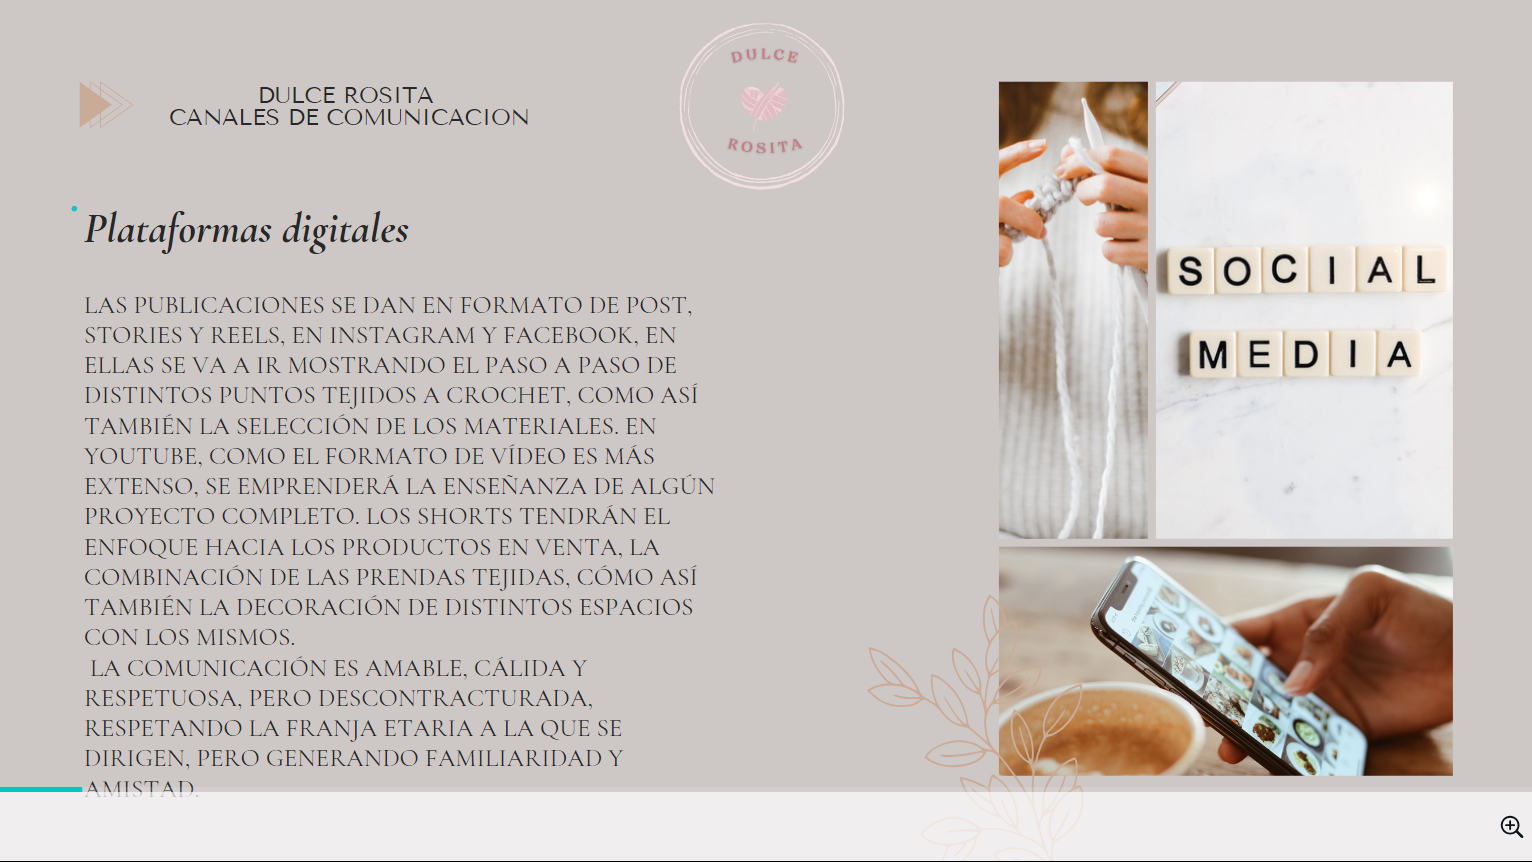 DULCE ROSITA
CANALES DE COMUNICACION
DULCE
ROSITA
Plataformas digitales
LAS PUBLICACIONES SE DAN EN FORMATO DE POST,
STORIES Y REELS, EN INSTAGRAM Y FACEBOOK, EN
ELLAS SE VA A IR MOSTRANDO EL PASO A PASO DE
DISTINTOS PUNTOS TEJIDOS A CROCHET, COMO ASÍ
TAMBIÉN LA SELECCIÓN DE LOS MATERIALES. EN
YOUTUBE, COMO EL FORMATO DE VÍDEO ES MÁS
EXTENSO, SE EMPRENDERÁ LA ENSEÑANZA DE ALGÚN
PROYECTO COMPLETO. LOS SHORTS TENDRÁN EL
ENFOQUE HACIA LOS PRODUCTOS EN VENTA, LA
COMBINACIÓN DE LAS PRENDAS TEJIDAS, CÓMO ASÍ
TAMBIÉN LA DECORACIÓN DE DISTINTOS ESPACIOS
CON LOS MISMOS.
LA COMUNICACIÓN ES AMABLE, CÁLIDA Y
RESPETUOSA, PERO DESCONTRACTURADA,
RESPETANDO LA FRANJA ETARIA A LA QUE SE
DIRIGEN, PERO GENERANDO FAMILIARIDAD Y
AMISTAD.
SOCIAL
MEDIA